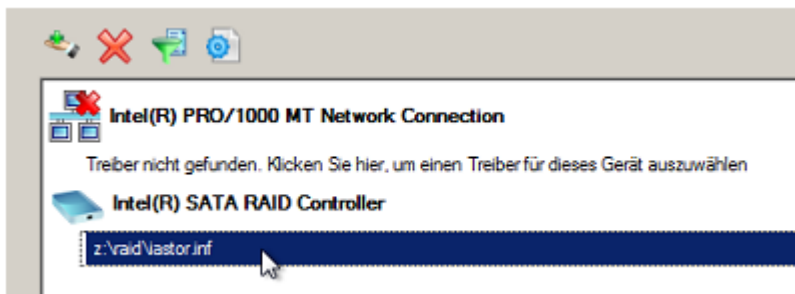 Intel(R) PRO/1000 MT Network Connection
Treiber nicht gefunden. Klicken Sie hier, um einen Treiber für dieses Gerät auszuwählen
Intel(R) SATA RAID Controller
z:\raid\iastor.inf